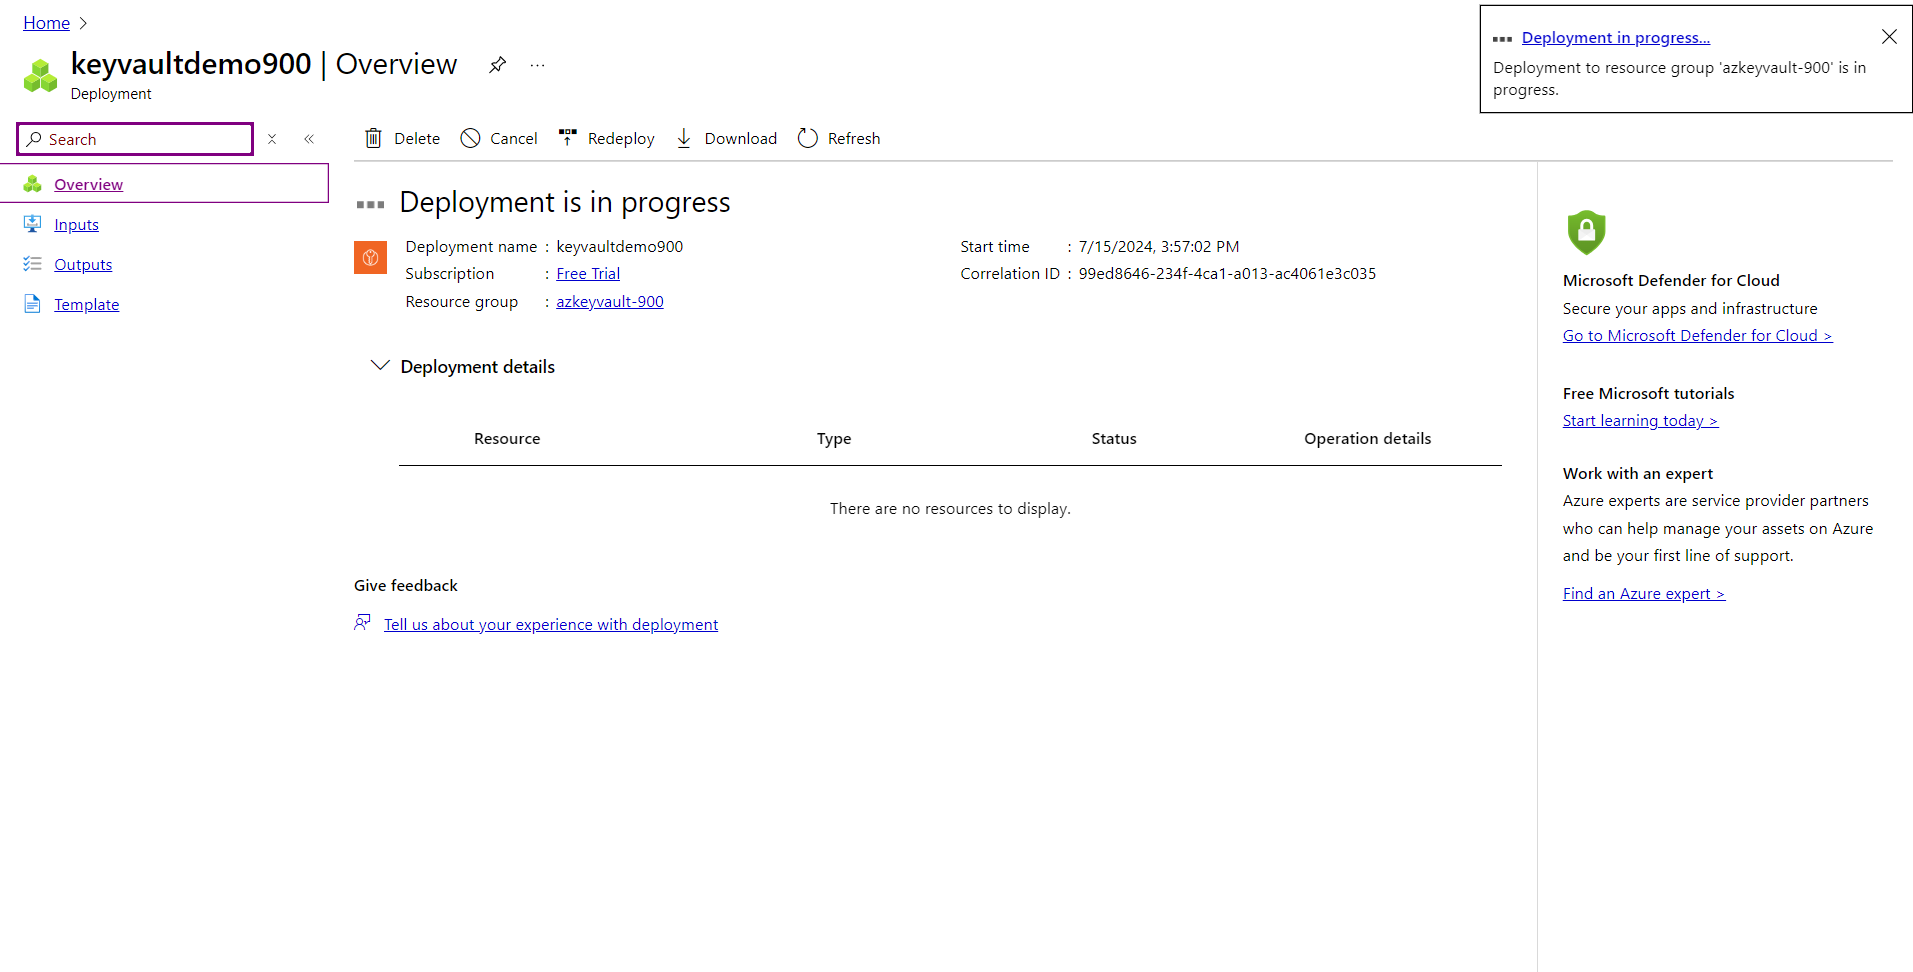 Home
keyvaultdemo900 | Overview
Deployment
Deployment in progress...
Deployment to resource group 'azkeyvault-900' is in
progress.
Search
Overview
Inputs
Outputs
Template
Delete Cancel Redeploy Download Refresh
Deployment is in progress
Deployment name : keyvaultdemo900
Subscription : Free Trial
Resource group : azkeyvault-900
Start time : 7/15/2024, 3:57:02 PM
Correlation ID : 99ed8646-234f-4ca1-a013-ac4061e3c035
Deployment details
Resource Type Status Operation details
There are no resources to display.
Give feedback
Tell us about your experience with deployment
Microsoft Defender for Cloud
Secure your apps and infrastructure
Go to Microsoft Defender for Cloud >
Free Microsoft tutorials
Start learning today >
Work with an expert
Azure experts are service provider partners
who can help manage your assets on Azure
and be your first line of support.
Find an Azure expert >